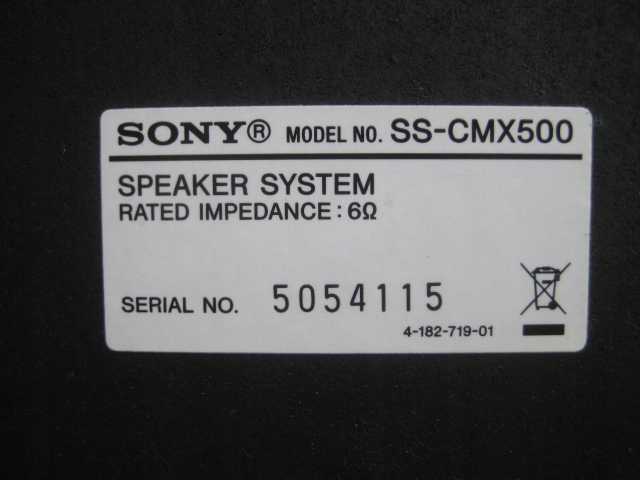 SONY® MODEL NO. SS-CMX500
SPEAKER SYSTEM
RATED IMPEDANCE : 6Ω
SERIAL NO. 5054115
4-182-719-01